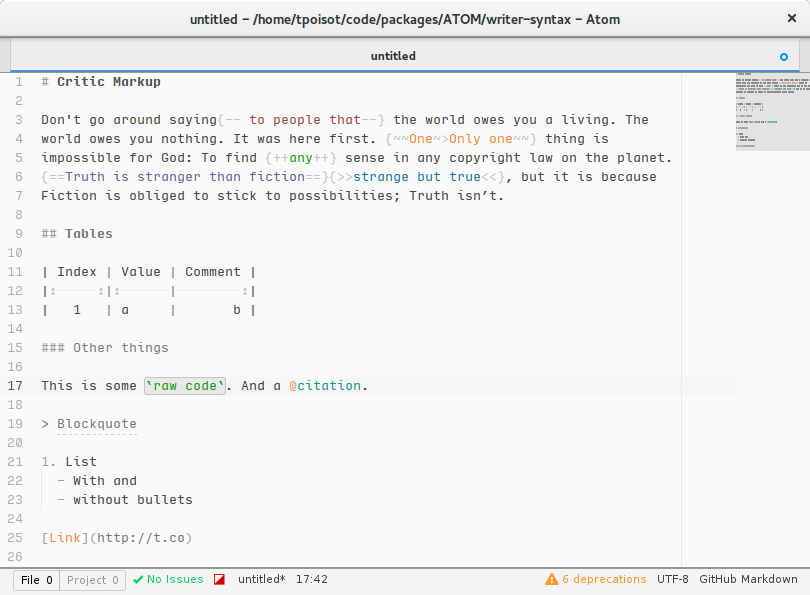 untitled – /home/tpoisot/code/packages/ATOM/writer-syntax – Atom
untitled
1 # Critic Markup
2
3 Don't go around saying{-- to people that--} the world owes you a living. The
4 world owes you nothing. It was here first. {~~One~>Only one~~} thing is
5 impossible for God: To find {++any++} sense in any copyright law on the planet.
6 {==Truth is stranger than fiction==}{>>strange but true<<}, but it is because
7 Fiction is obliged to stick to possibilities; Truth isn’t.
8
9 ## Tables
10
11 | Index | Value | Comment |
12 |:-----:|:------|--------:|
13 |   1   | a     |       b |
14
15 ### Other things
16
17 This is some `raw code`. And a @citation.
18
19 > Blockquote
20
21 1. List
22   - With and
23   - without bullets
24
25 [Link](http://t.co)
26
File 0 Project 0 No Issues untitled* 17:42 6 deprecations UTF-8 GitHub Markdown